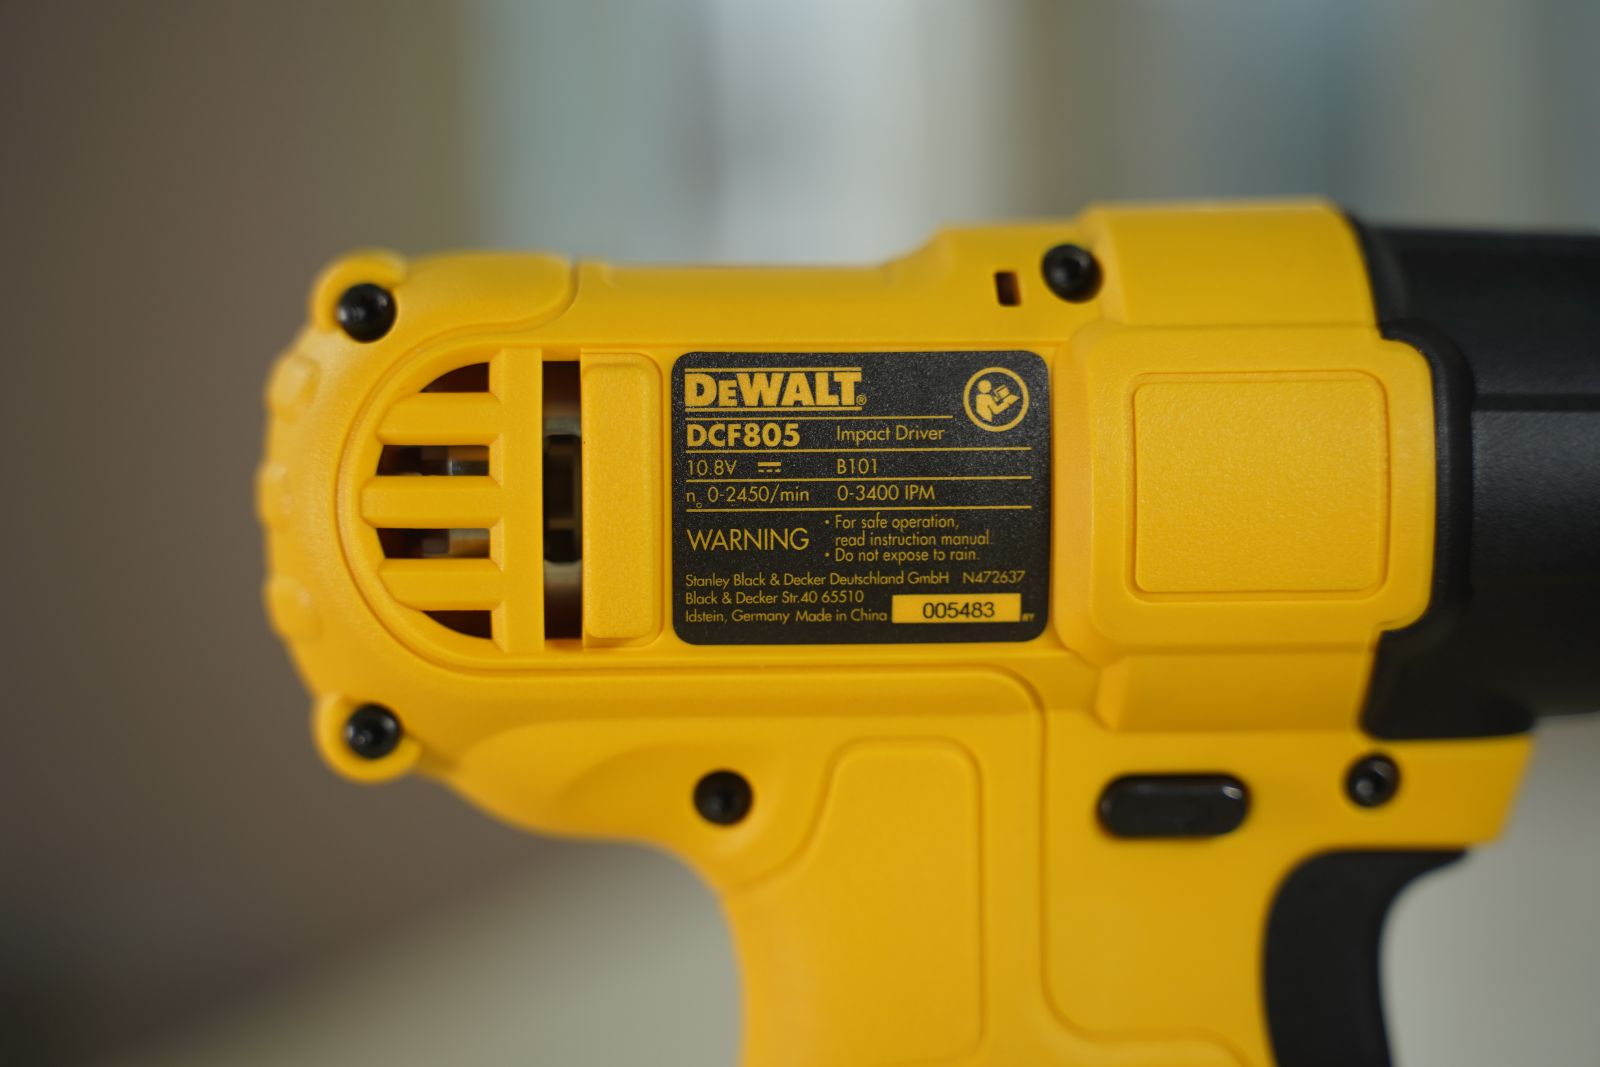 DEWALT®
DCF805 Impact Driver
10.8V B101
n₀ 0-2450/min 0-3400 IPM
WARNING
• For safe operation,
read instruction manual.
• Do not expose to rain.
Stanley Black & Decker Deutschland GmbH N472637
Black & Decker Str.40 65510
Idstein, Germany Made in China 005483